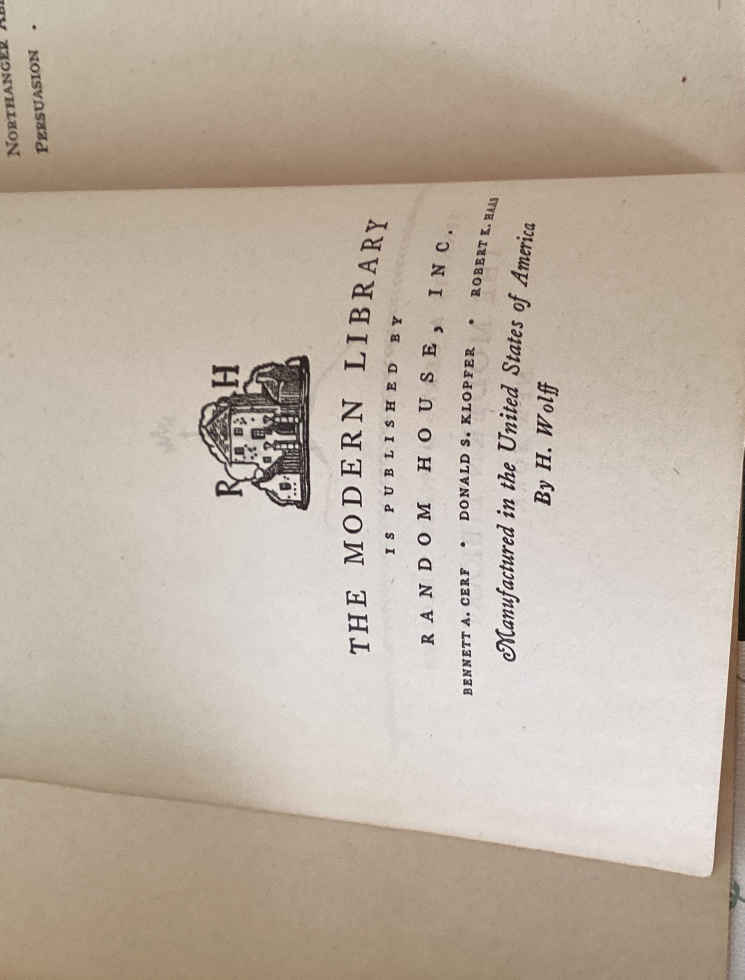 NORTHANGER
PERSUASION .
R H
THE MODERN LIBRARY
IS PUBLISHED BY
RANDOM HOUSE, INC.
BENNETT A. CERF • DONALD S. KLOPFER • ROBERT K. HAAS
Manufactured in the United States of America
By H. Wolff